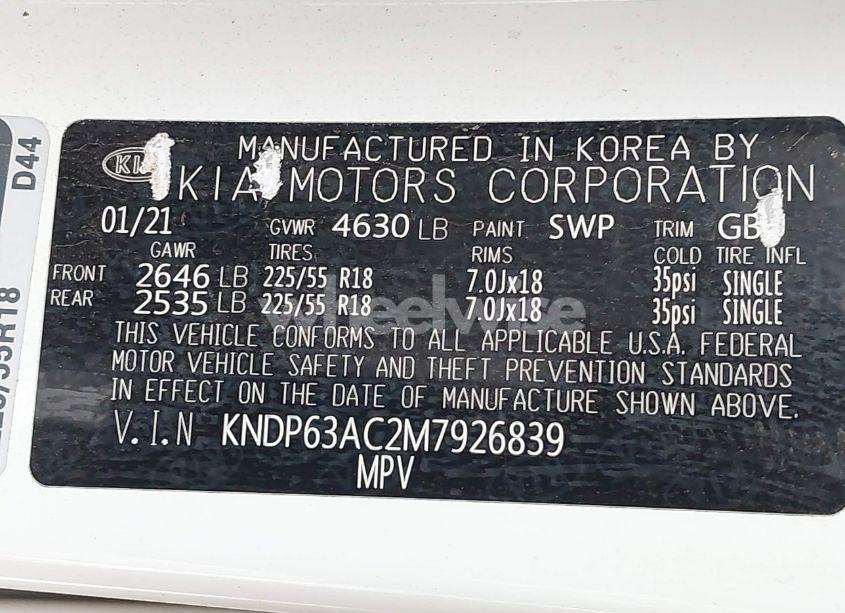 D44
KIA MANUFACTURED IN KOREA BY
KIA MOTORS CORPORATION
01/21 GVWR 4630 LB PAINT SWP TRIM GB
GAWR TIRES RIMS COLD TIRE INFL
FRONT 2646 LB 225/55 R18 7.0Jx18 35psi SINGLE
REAR 2535 LB 225/55 R18 7.0Jx18 35psi SINGLE
wheelwise
THIS VEHICLE CONFORMS TO ALL APPLICABLE U.S.A. FEDERAL
MOTOR VEHICLE SAFETY AND THEFT PREVENTION STANDARDS
IN EFFECT ON THE DATE OF MANUFACTURE SHOWN ABOVE.
V.I.N KNDP63AC2M7926839
MPV